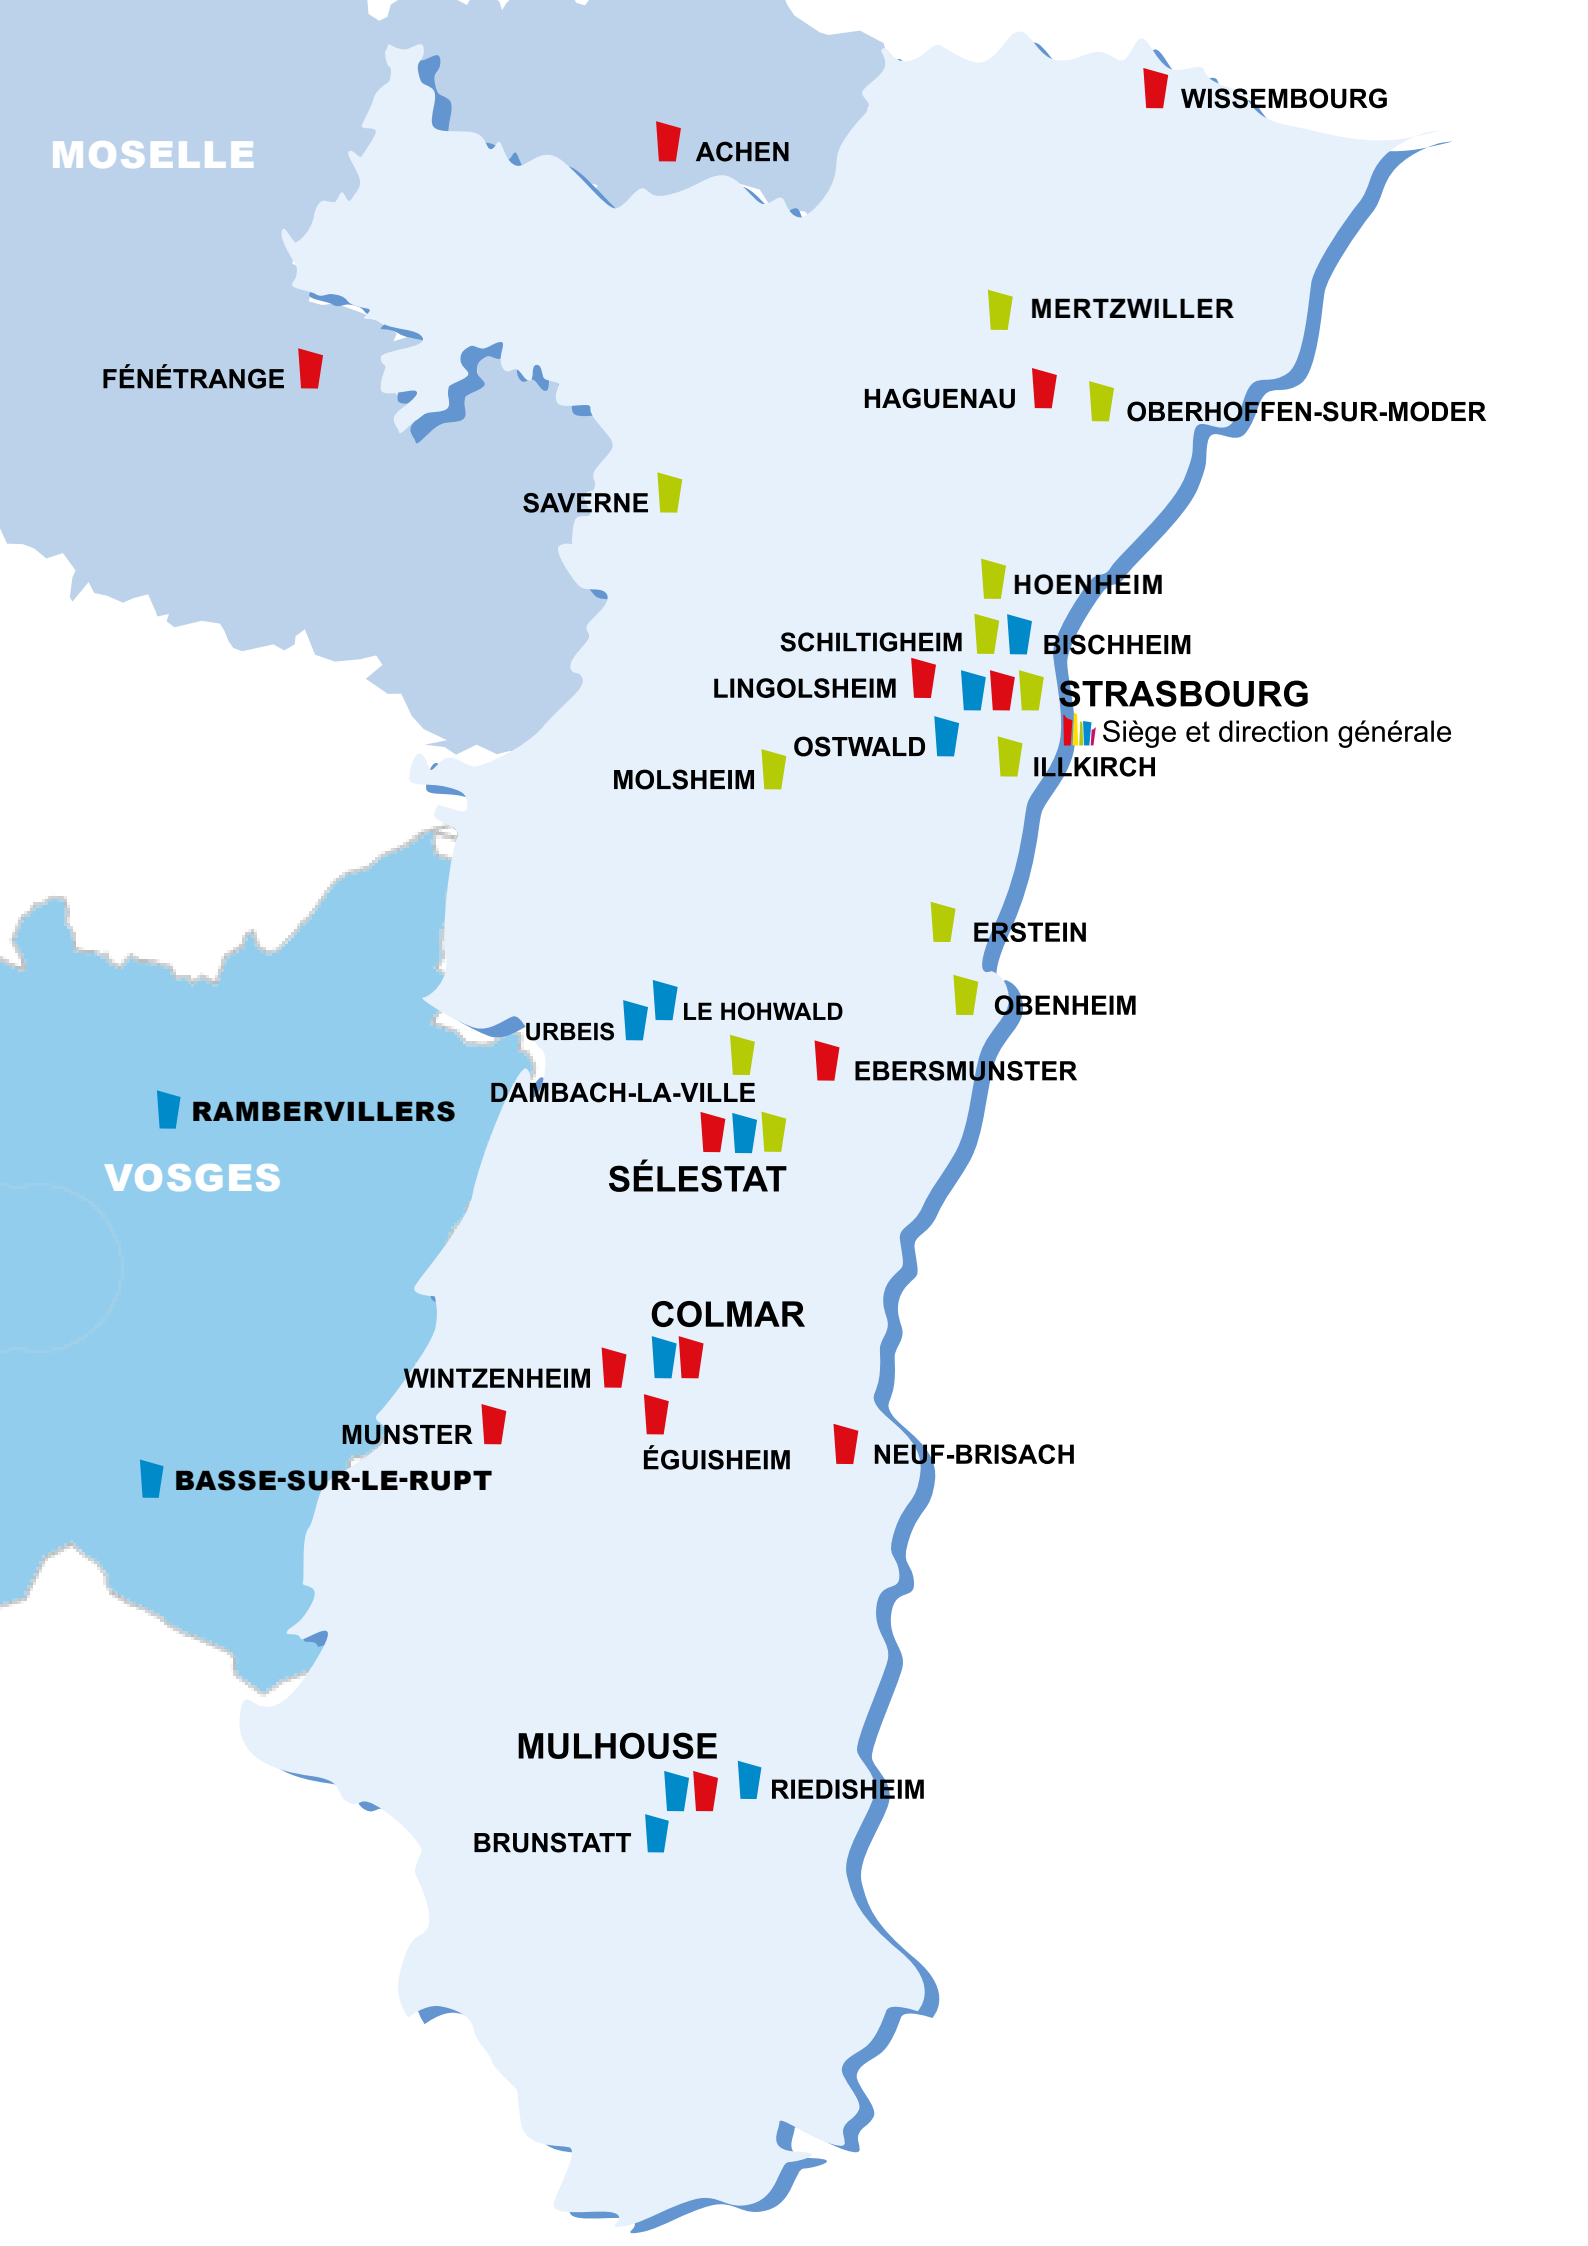 WISSEMBOURG
MOSELLE
ACHEN
MERTZWILLER
FÉNÉTRANGE
HAGUENAU
OBERHOFFEN-SUR-MODER
SAVERNE
HOENHEIM
SCHILTIGHEIM
BISCHHEIM
LINGOLSHEIM
STRASBOURG
Siège et direction générale
OSTWALD
ILLKIRCH
MOLSHEIM
ERSTEIN
OBENHEIM
LE HOHWALD
URBEIS
EBERSMUNSTER
DAMBACH-LA-VILLE
RAMBERVILLERS
VOSGES
SÉLESTAT
COLMAR
WINTZENHEIM
MUNSTER
ÉGUISHEIM
NEUF-BRISACH
BASSE-SUR-LE-RUPT
MULHOUSE
RIEDISHEIM
BRUNSTATT